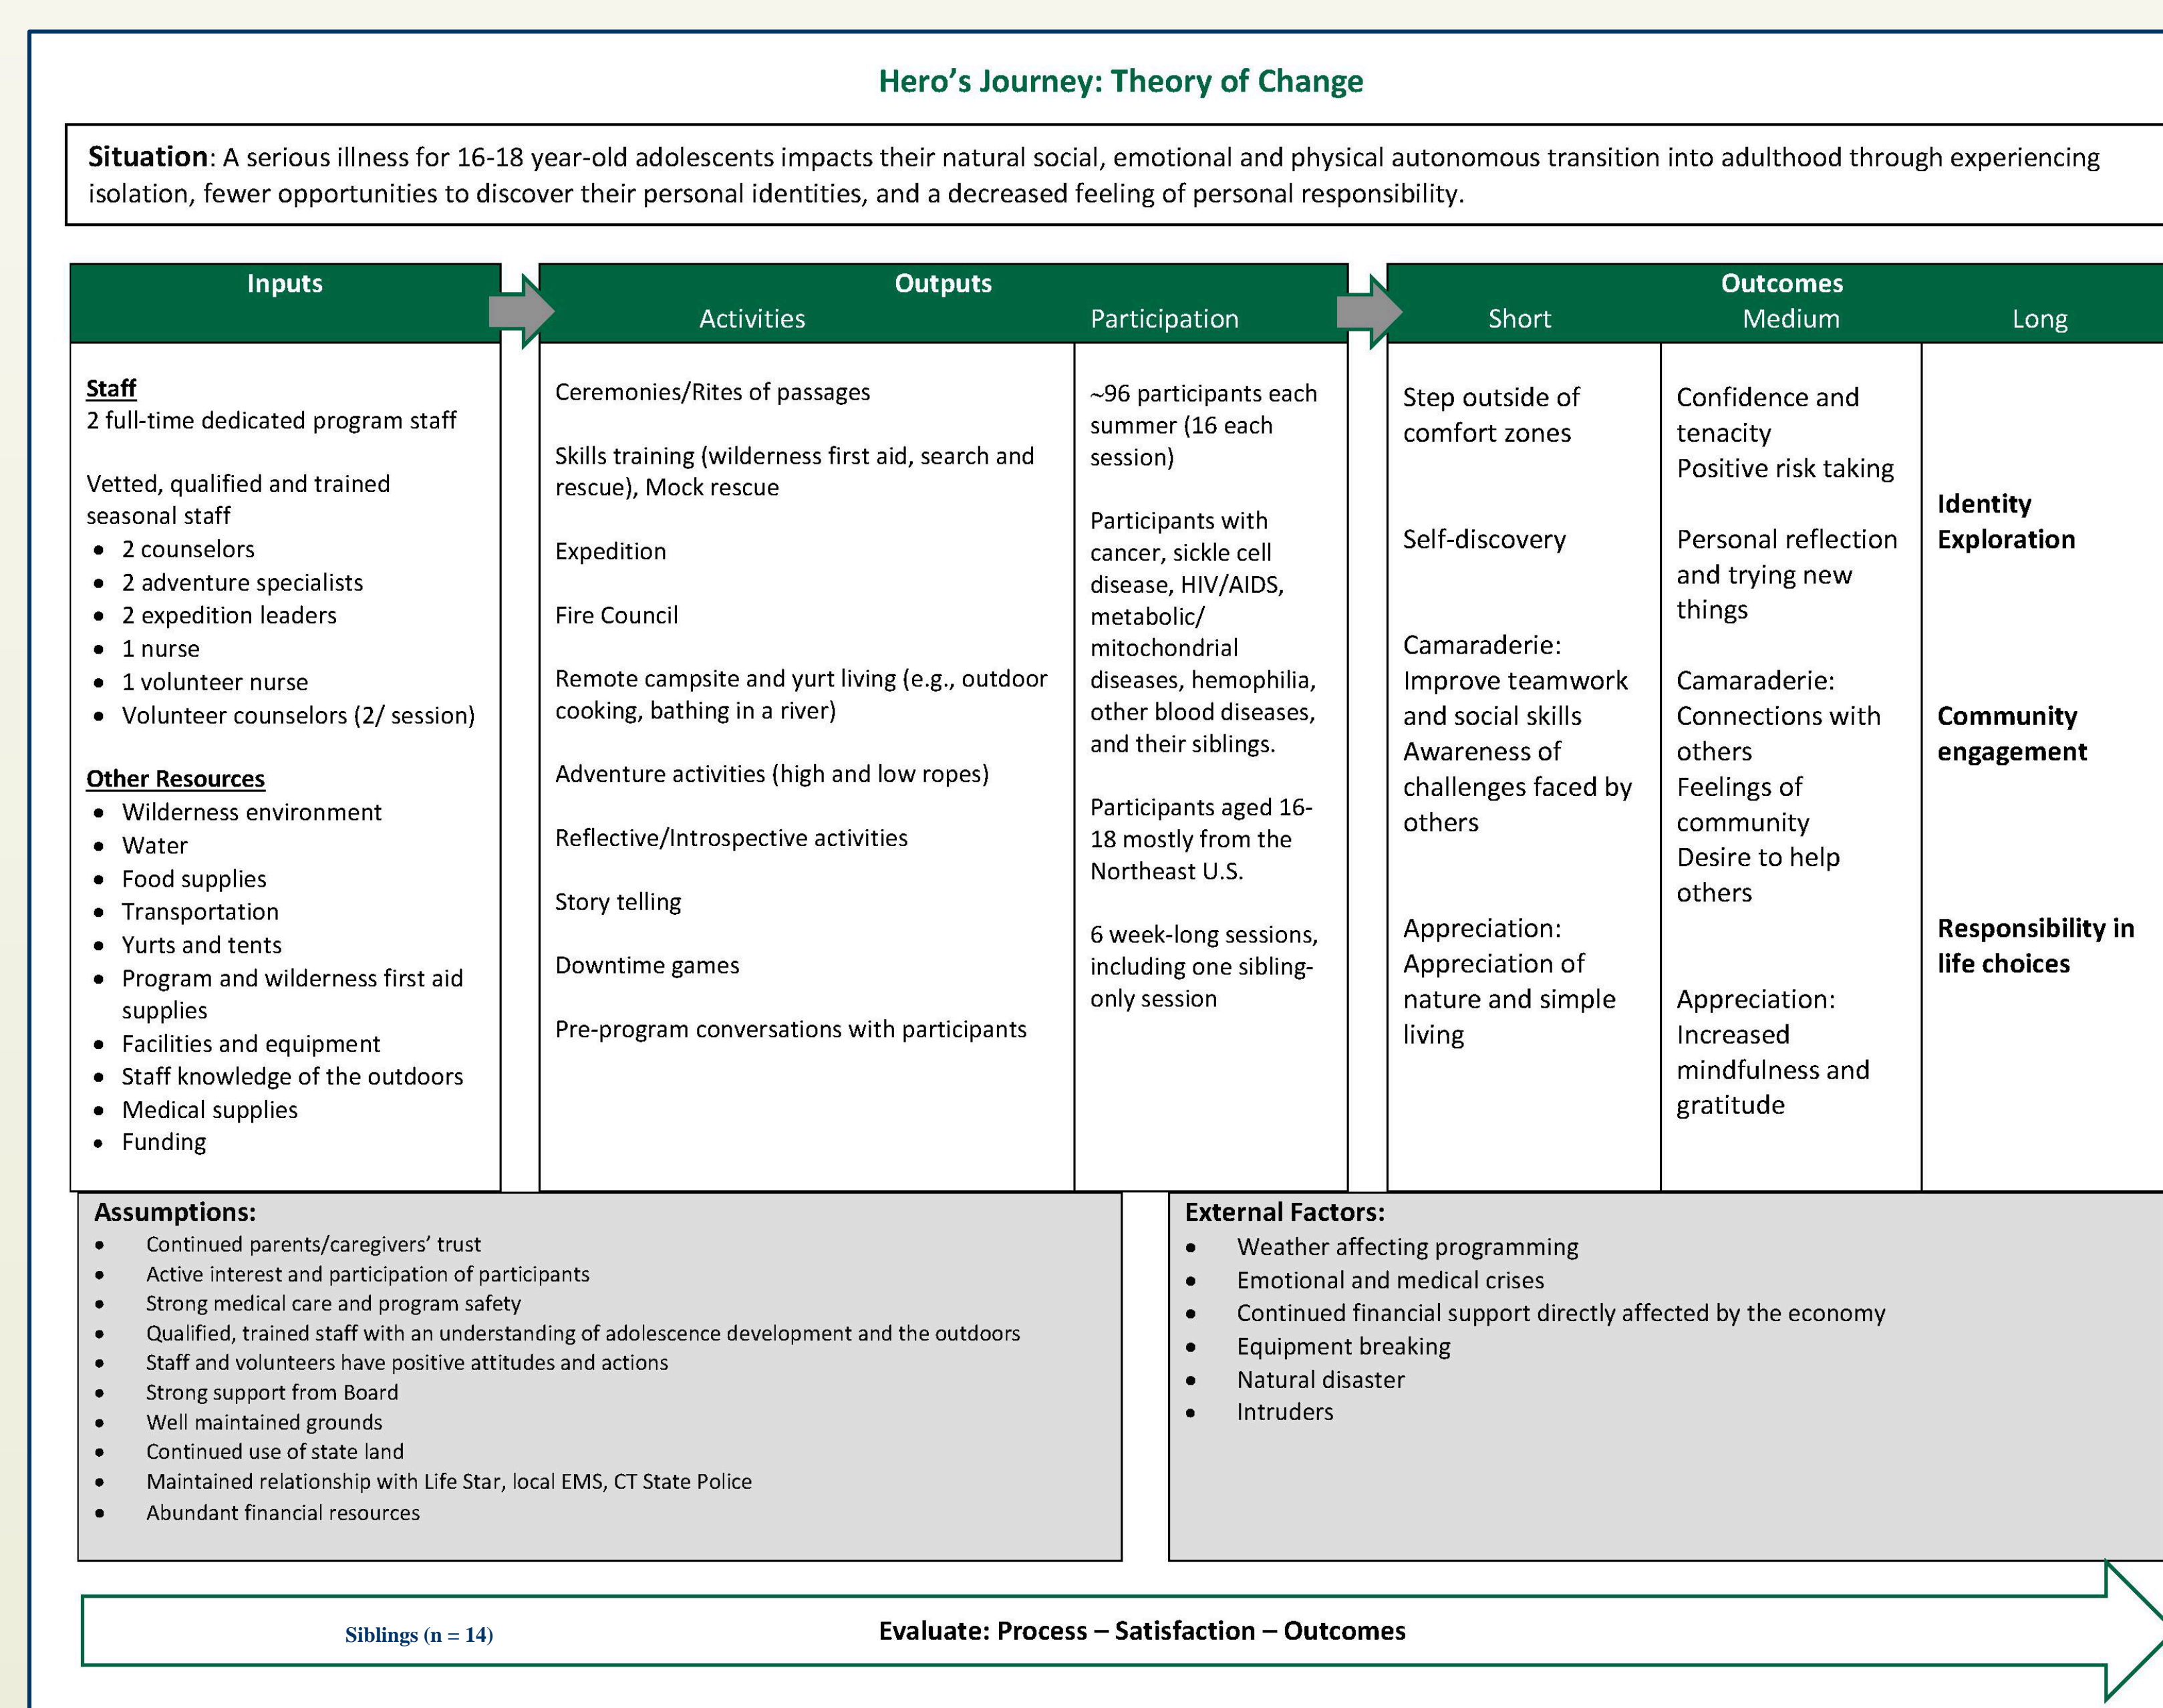 Hero's Journey: Theory of Change
Situation: A serious illness for 16-18 year-old adolescents impacts their natural social, emotional and physical autonomous transition into adulthood through experiencing
isolation, fewer opportunities to discover their personal identities, and a decreased feeling of personal responsibility.
Inputs
Staff
2 full-time dedicated program staff
Vetted, qualified and trained
seasonal staff
• 2 counselors
• 2 adventure specialists
• 2 expedition leaders
• 1 nurse
• 1 volunteer nurse
• Volunteer counselors (2/ session)
Other Resources
• Wilderness environment
• Water
• Food supplies
• Transportation
• Yurts and tents
• Program and wilderness first aid
supplies
• Facilities and equipment
• Staff knowledge of the outdoors
• Medical supplies
• Funding
Outputs
Activities
Ceremonies/Rites of passages
Skills training (wilderness first aid, search and
rescue), Mock rescue
Expedition
Fire Council
Remote campsite and yurt living (e.g., outdoor
cooking, bathing in a river)
Adventure activities (high and low ropes)
Reflective/Introspective activities
Story telling
Downtime games
Pre-program conversations with participants
Participation
~96 participants each
summer (16 each
session)
Participants with
cancer, sickle cell
disease, HIV/AIDS,
metabolic/
mitochondrial
diseases, hemophilia,
other blood diseases,
and their siblings.
Participants aged 16-
18 mostly from the
Northeast U.S.
6 week-long sessions,
including one sibling-
only session
Outcomes
Short
Step outside of
comfort zones
Self-discovery
Camaraderie:
Improve teamwork
and social skills
Awareness of
challenges faced by
others
Appreciation:
Appreciation of
nature and simple
living
Medium
Confidence and
tenacity
Positive risk taking
Personal reflection
and trying new
things
Camaraderie:
Connections with
others
Feelings of
community
Desire to help
others
Appreciation:
Increased
mindfulness and
gratitude
Long
Identity
Exploration
Community
engagement
Responsibility in
life choices
Assumptions:
• Continued parents/caregivers' trust
• Active interest and participation of participants
• Strong medical care and program safety
• Qualified, trained staff with an understanding of adolescence development and the outdoors
• Staff and volunteers have positive attitudes and actions
• Strong support from Board
• Well maintained grounds
• Continued use of state land
• Maintained relationship with Life Star, local EMS, CT State Police
• Abundant financial resources
External Factors:
• Weather affecting programming
• Emotional and medical crises
• Continued financial support directly affected by the economy
• Equipment breaking
• Natural disaster
• Intruders
Siblings (n = 14)
Evaluate: Process – Satisfaction – Outcomes